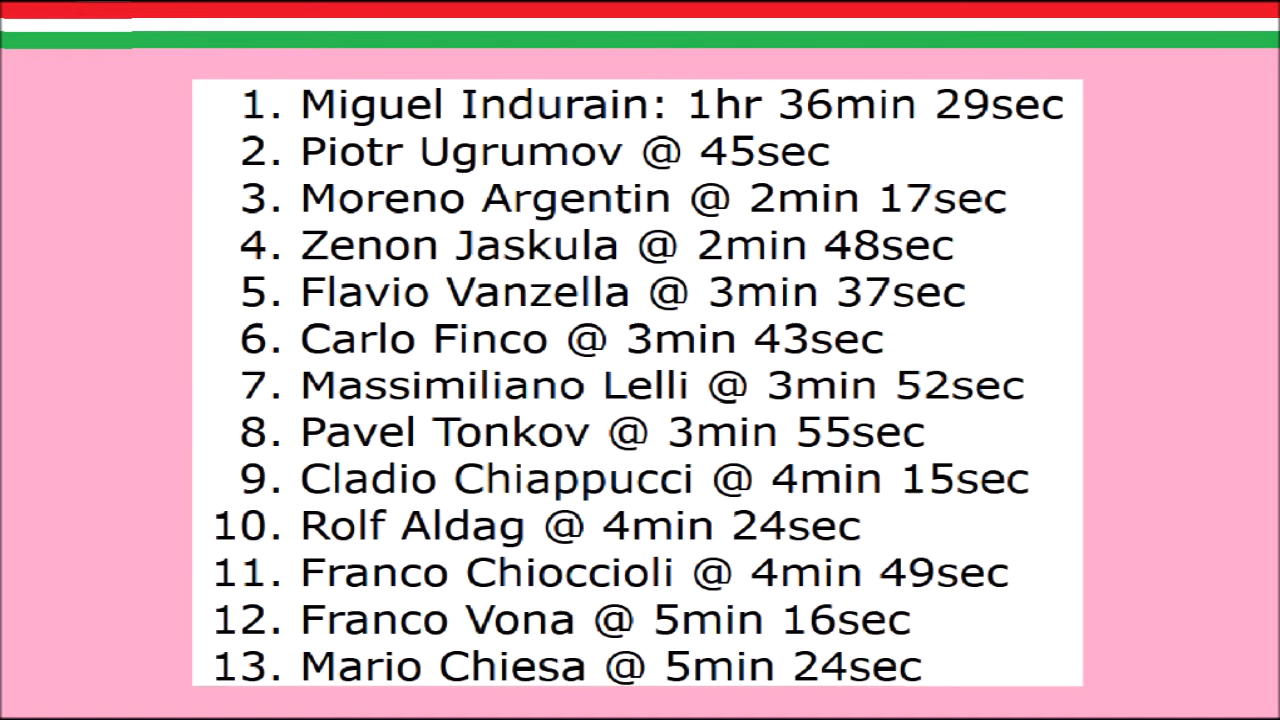 1. Miguel Indurain: 1hr 36min 29sec
2. Piotr Ugrumov @ 45sec
3. Moreno Argentin @ 2min 17sec
4. Zenon Jaskula @ 2min 48sec
5. Flavio Vanzella @ 3min 37sec
6. Carlo Finco @ 3min 43sec
7. Massimiliano Lelli @ 3min 52sec
8. Pavel Tonkov @ 3min 55sec
9. Cladio Chiappucci @ 4min 15sec
10. Rolf Aldag @ 4min 24sec
11. Franco Chioccioli @ 4min 49sec
12. Franco Vona @ 5min 16sec
13. Mario Chiesa @ 5min 24sec